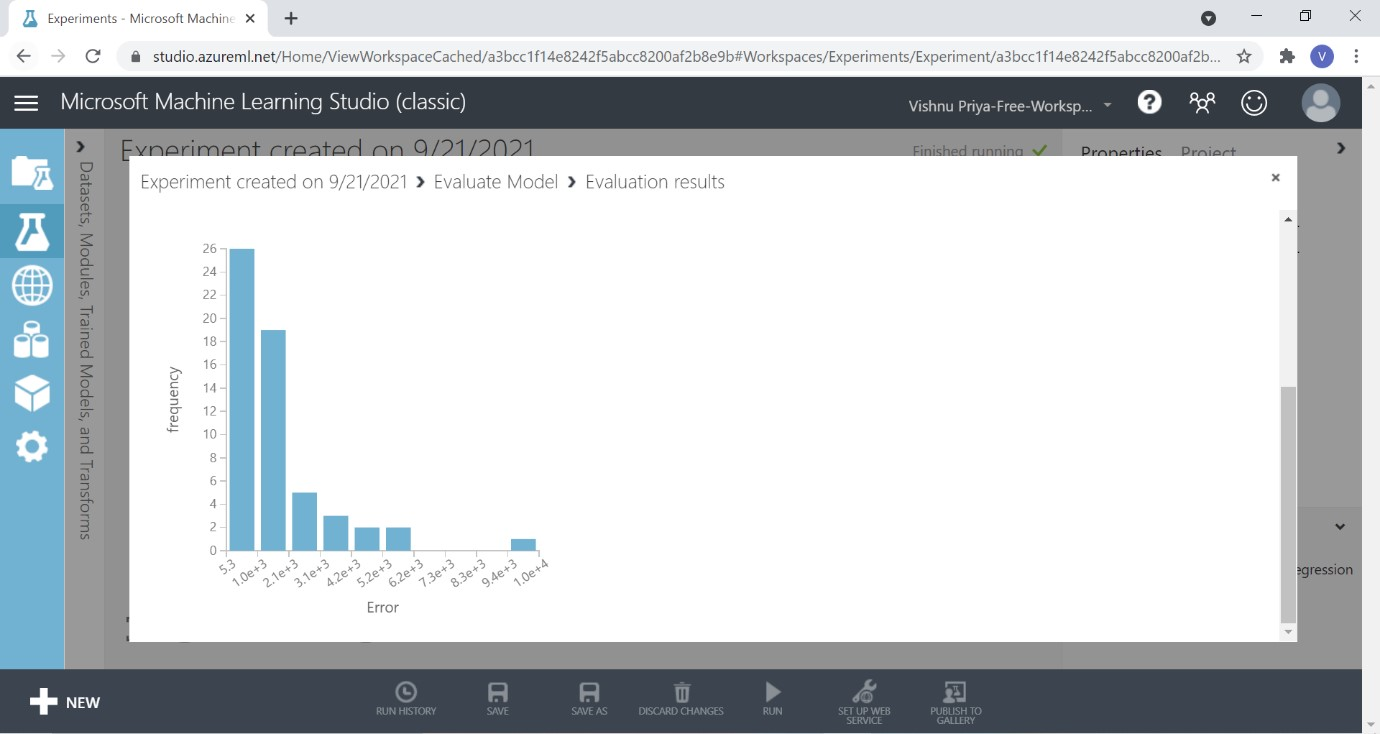 Experiments - Microsoft Machine
studio.azureml.net/Home/ViewWorkspaceCached/a3bcc1f14e8242f5abcc8200af2b8e9b#Workspaces/Experiments/Experiment/a3bcc1f14e8242f5abcc8200af2b...
V
Microsoft Machine Learning Studio (classic)
Vishnu Priya-Free-Worksp...
?
Experiment created on 9/21/2021
Finished running
Properties Project
Datasets, Modules, Trained Models, and Transforms
Experiment created on 9/21/2021 › Evaluate Model › Evaluation results
26
24
22
20
18
16
14
12
10
8
6
4
2
0
frequency
5.3 1.0e+3 2.1e+3 3.1e+3 4.2e+3 5.2e+3 6.2e+3 7.3e+3 8.3e+3 9.4e+3 1.0e+4
Error
egression
NEW
RUN HISTORY
SAVE
SAVE AS
DISCARD CHANGES
RUN
SET UP WEB
SERVICE
PUBLISH TO
GALLERY